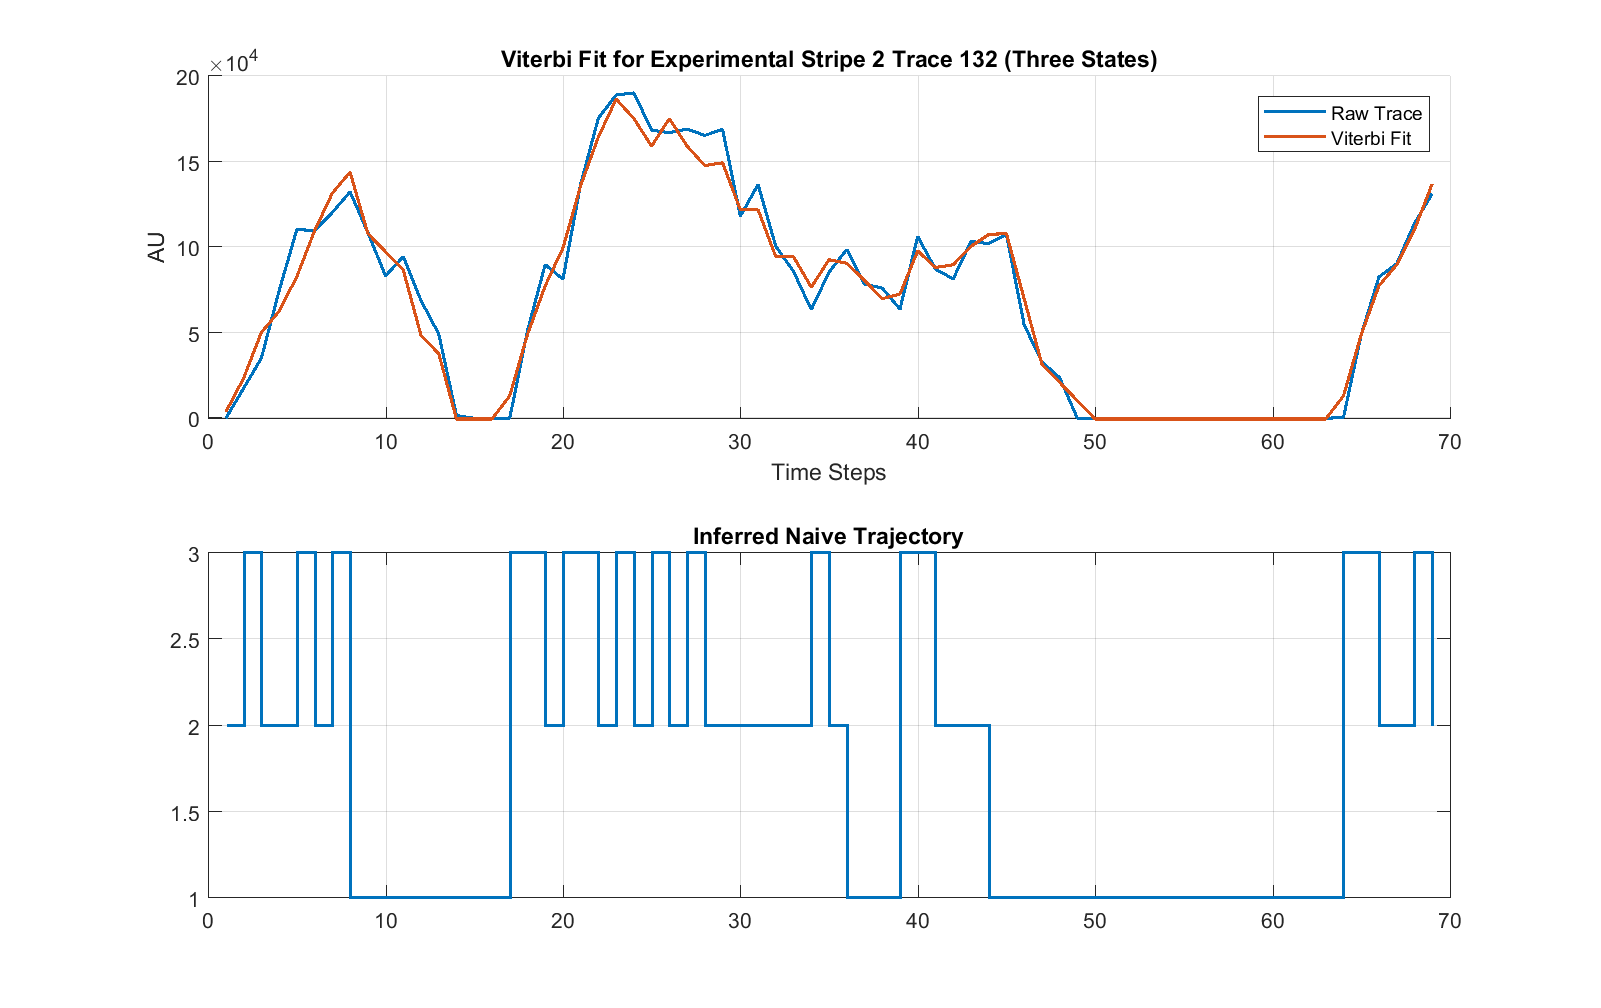 Viterbi Fit for Experimental Stripe 2 Trace 132 (Three States)
×10⁴
20
15
10
5
0
AU
Raw Trace
Viterbi Fit
0 10 20 30 40 50 60 70
Time Steps
Inferred Naive Trajectory
3
2.5
2
1.5
1
0 10 20 30 40 50 60 70